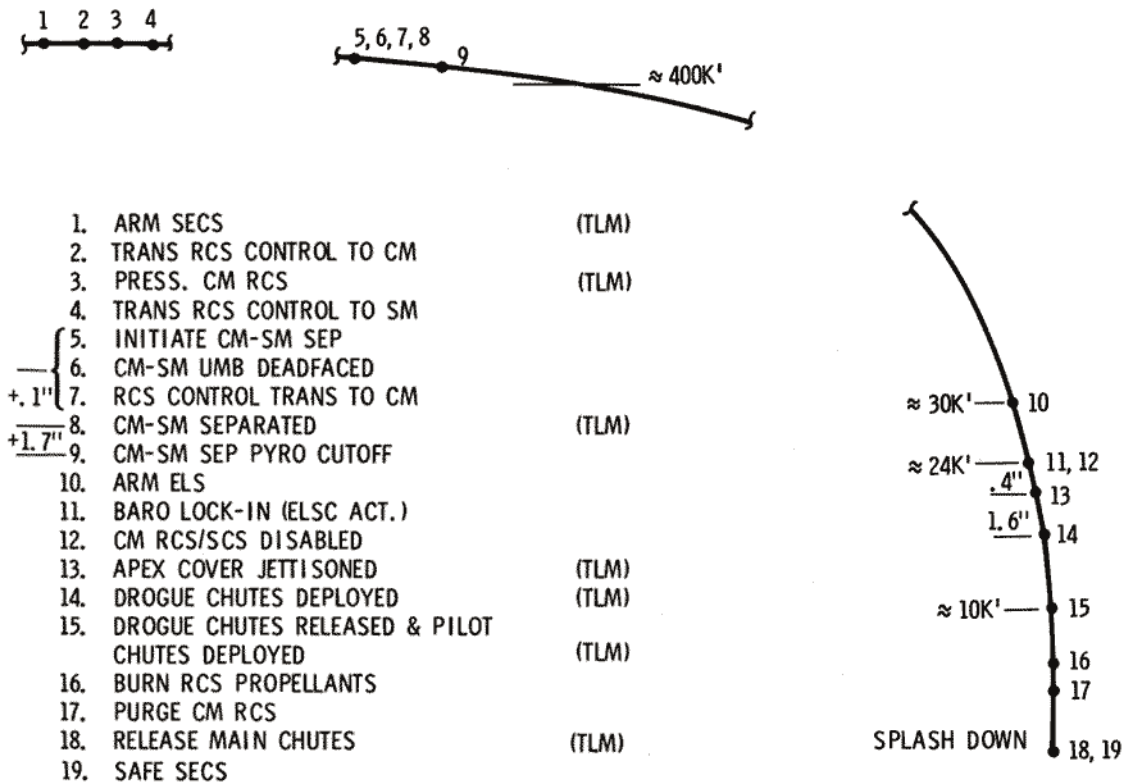 1 2 3 4
5, 6, 7, 8
9
≈ 400K'
1. ARM SECS (TLM)
2. TRANS RCS CONTROL TO CM
3. PRESS. CM RCS (TLM)
4. TRANS RCS CONTROL TO SM
5. INITIATE CM-SM SEP
6. CM-SM UMB DEADFACED
+.1" 7. RCS CONTROL TRANS TO CM
8. CM-SM SEPARATED (TLM)
+1.7" 9. CM-SM SEP PYRO CUTOFF
10. ARM ELS
11. BARO LOCK-IN (ELSC ACT.)
12. CM RCS/SCS DISABLED
13. APEX COVER JETTISONED (TLM)
14. DROGUE CHUTES DEPLOYED (TLM)
15. DROGUE CHUTES RELEASED & PILOT
CHUTES DEPLOYED (TLM)
16. BURN RCS PROPELLANTS
17. PURGE CM RCS
18. RELEASE MAIN CHUTES (TLM)
19. SAFE SECS
≈ 30K' 10
≈ 24K' 11, 12
.4" 13
1.6" 14
≈ 10K' 15
16
17
SPLASH DOWN 18, 19